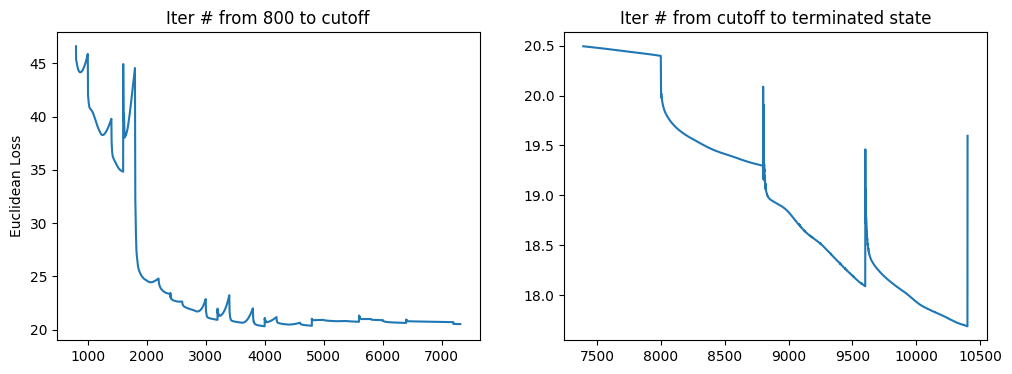 Iter # from 800 to cutoff
Euclidean Loss
45
40
35
30
25
20
1000 2000 3000 4000 5000 6000 7000
Iter # from cutoff to terminated state
20.5
20.0
19.5
19.0
18.5
18.0
7500 8000 8500 9000 9500 10000 10500